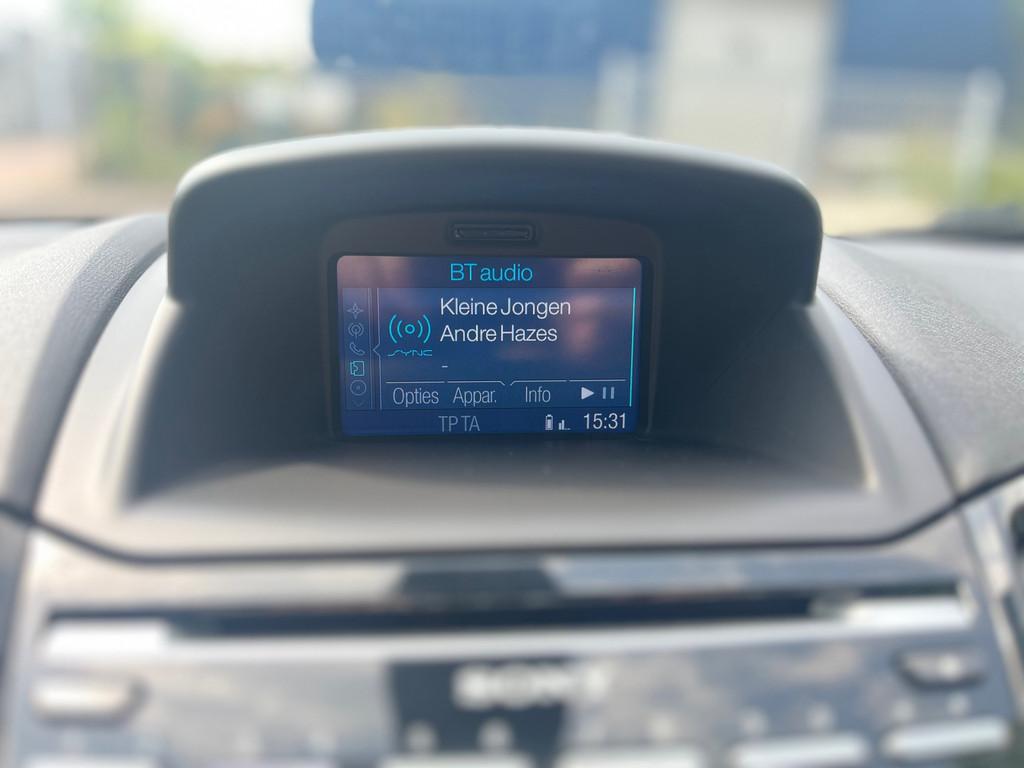 BT audio
Kleine Jongen
Andre Hazes
SYNC
-
Opties Appar. Info
TP TA 15:31
SONY